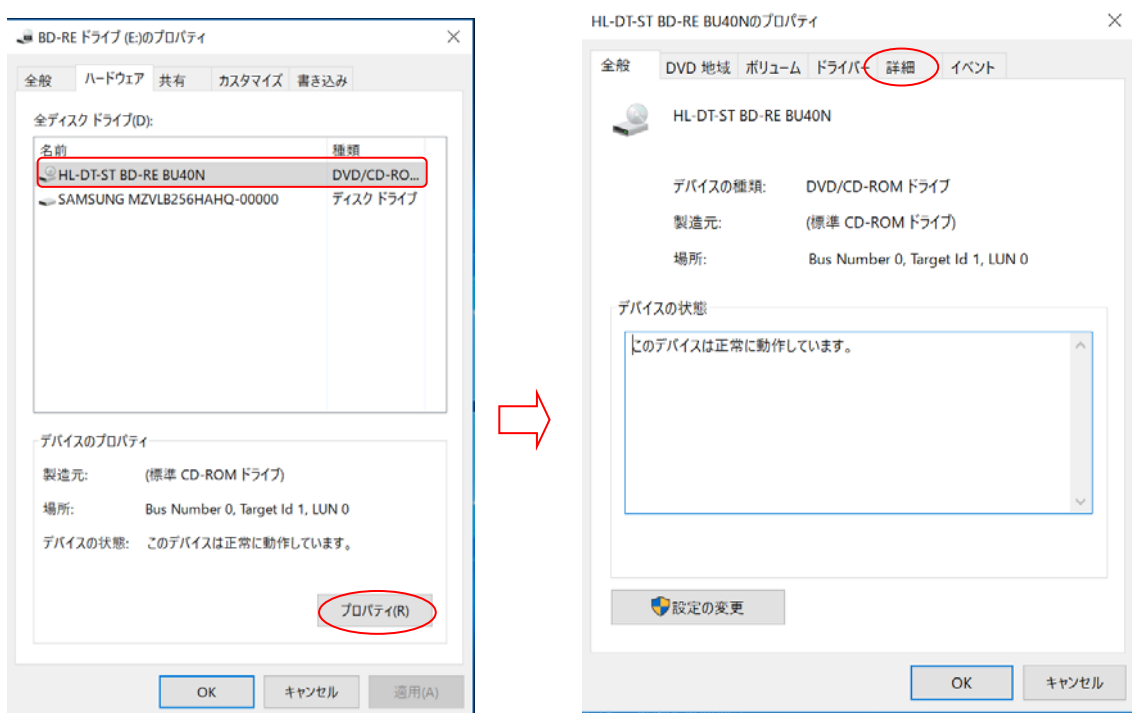 BD-RE ドライブ (E:)のプロパティ
全般 ハードウェア 共有 カスタマイズ 書き込み
全ディスク ドライブ(D):
名前 種類
HL-DT-ST BD-RE BU40N DVD/CD-RO...
SAMSUNG MZVLB256HAHQ-00000 ディスク ドライブ
デバイスのプロパティ
製造元: (標準 CD-ROM ドライブ)
場所: Bus Number 0, Target Id 1, LUN 0
デバイスの状態: このデバイスは正常に動作しています。
プロパティ(R)
OK キャンセル 適用(A)
HL-DT-ST BD-RE BU40Nのプロパティ
全般 DVD 地域 ボリューム ドライバー 詳細 イベント
HL-DT-ST BD-RE BU40N
デバイスの種類: DVD/CD-ROM ドライブ
製造元: (標準 CD-ROM ドライブ)
場所: Bus Number 0, Target Id 1, LUN 0
デバイスの状態
このデバイスは正常に動作しています。
設定の変更
OK キャンセル